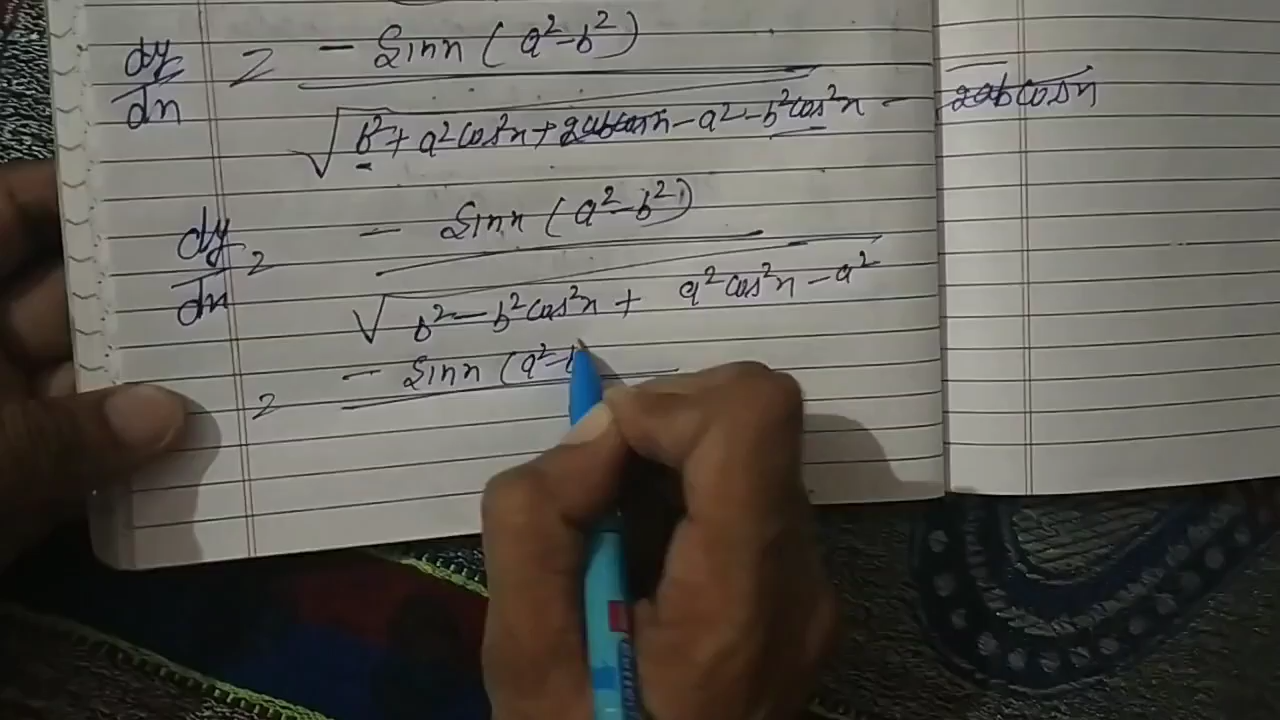 dy/dx = - Sinx (a²-b²)
√ b² + a²cos²x + 2abcosx - a² - b²cos²x - 2abcosx
dy/dx = - Sinx (a²-b²)
√ b² - b²cos²x + a²cos²x - a²
= - Sinx (a²-b